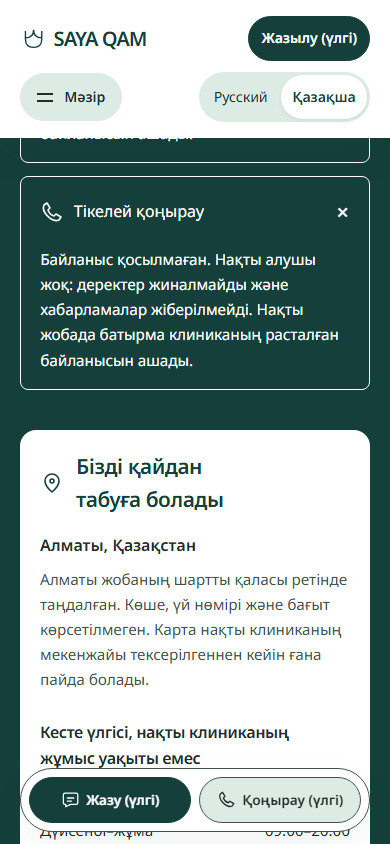 SAYA QAM
Жазылу (үлгі)
Мәзір
Русский
Қазақша
Тікелей қоңырау
Байланыс қосылмаған. Нақты алушы
жоқ: деректер жиналмайды және
хабарламалар жіберілмейді. Нақты
жобада батырма клиниканың расталған
байланысын ашады.
Бізді қайдан
табуға болады
Алматы, Қазақстан
Алматы жобаның шартты қаласы ретінде
таңдалған. Көше, үй нөмірі және бағыт
көрсетілмеген. Карта нақты клиниканың
мекенжайы тексерілгеннен кейін ғана
пайда болады.
Кесте үлгісі, нақты клиниканың
жұмыс уақыты емес
Жазу (үлгі)
Қоңырау (үлгі)